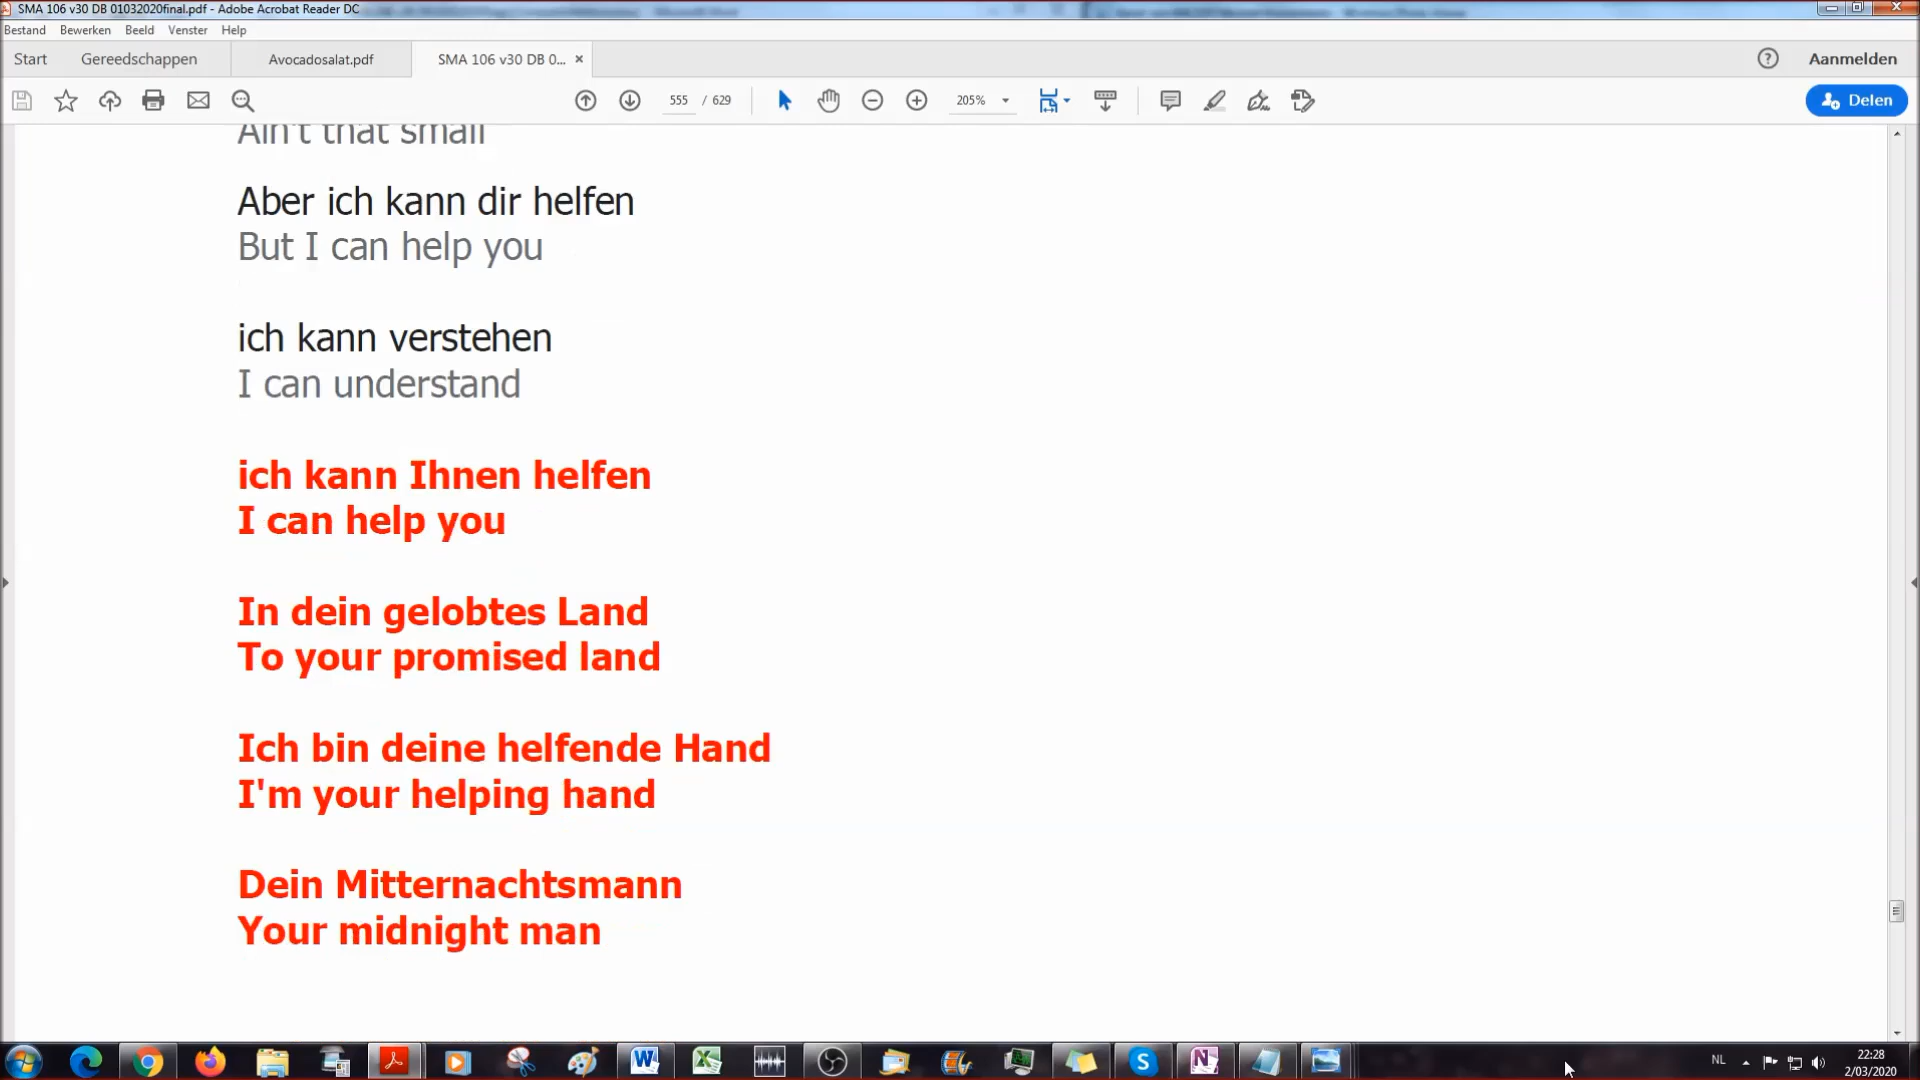 SMA 106 v30 DB 01032020final.pdf - Adobe Acrobat Reader DC
Bestand Bewerken Beeld Venster Help
Start Gereedschappen Avocadosalat.pdf SMA 106 v30 DB 0... × ? Aanmelden
555 / 629 205% Delen
Ain't that small
Aber ich kann dir helfen
But I can help you
ich kann verstehen
I can understand
ich kann Ihnen helfen
I can help you
In dein gelobtes Land
To your promised land
Ich bin deine helfende Hand
I'm your helping hand
Dein Mitternachtsmann
Your midnight man
NL 22:28
2/03/2020